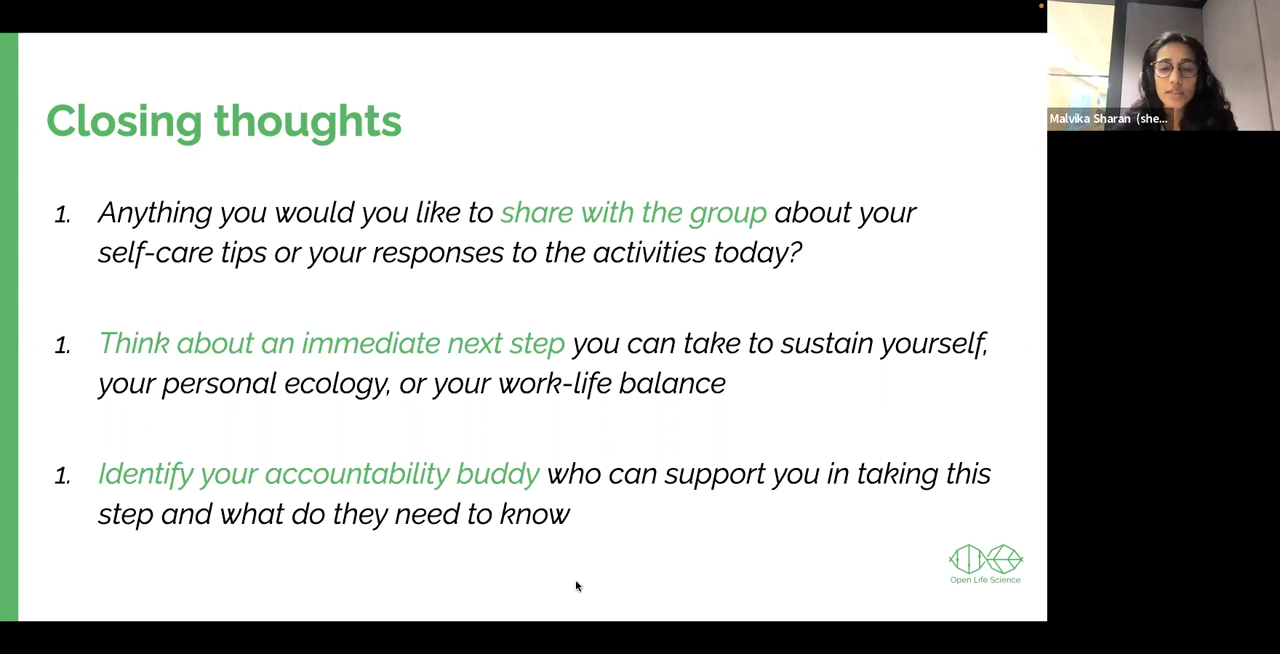 Closing thoughts
1. Anything you would you like to share with the group about your
self-care tips or your responses to the activities today?
1. Think about an immediate next step you can take to sustain yourself,
your personal ecology, or your work-life balance
1. Identify your accountability buddy who can support you in taking this
step and what do they need to know
Open Life Science
Malvika Sharan (she...